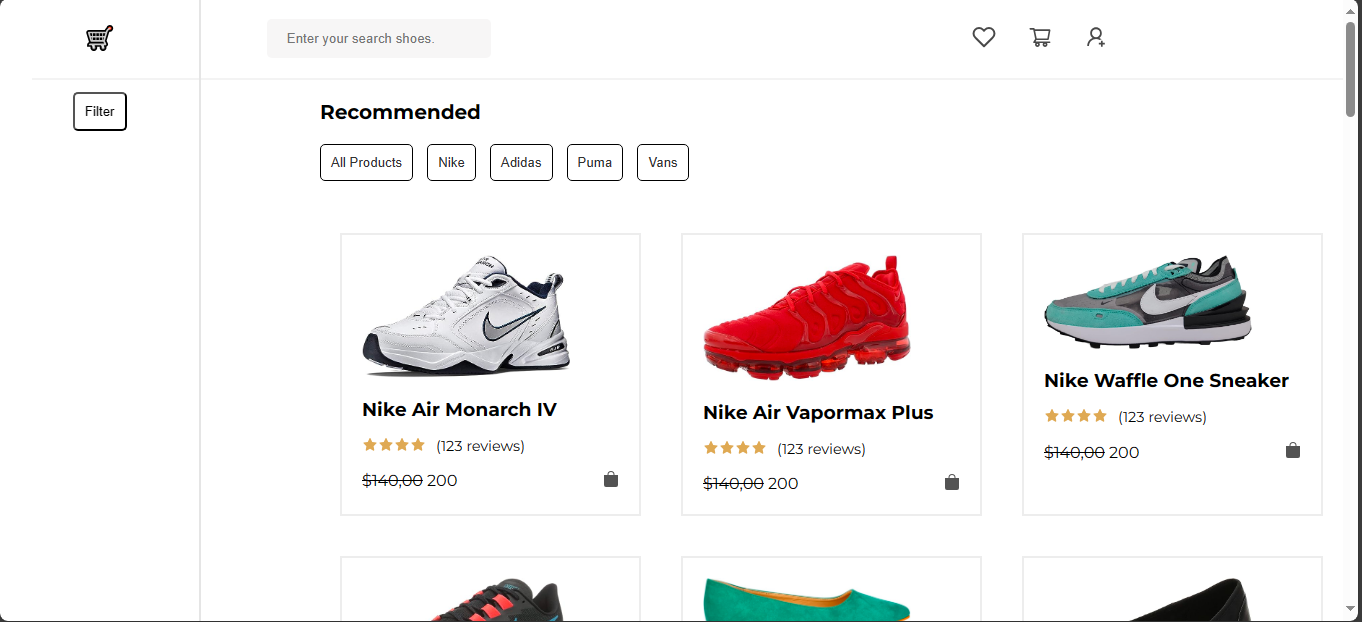 Enter your search shoes.
Filter
Recommended
All Products Nike Adidas Puma Vans
Nike Air Monarch IV
(123 reviews)
$140,00 200
Nike Air Vapormax Plus
(123 reviews)
$140,00 200
Nike Waffle One Sneaker
(123 reviews)
$140,00 200